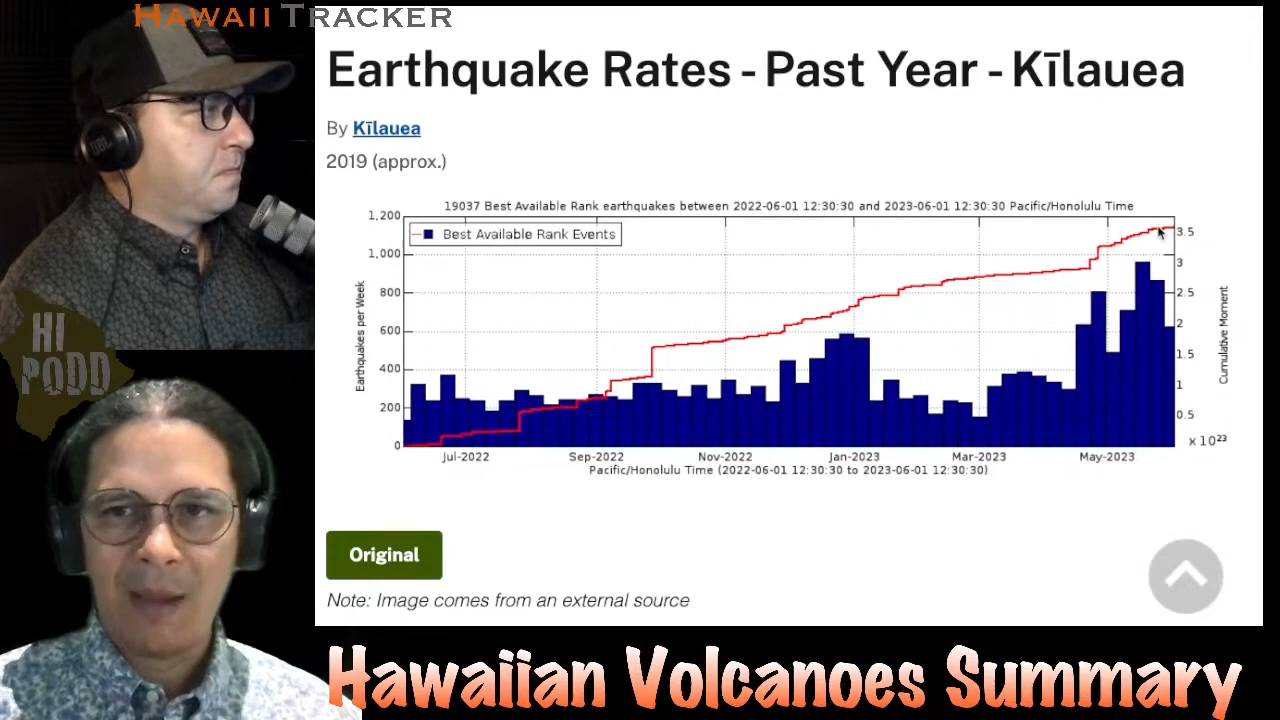 HAWAII TRACKER
Earthquake Rates - Past Year - Kīlauea
By Kīlauea
2019 (approx.)
19037 Best Available Rank earthquakes between 2022-06-01 12:30:30 and 2023-06-01 12:30:30 Pacific/Honolulu Time
Best Available Rank Events
1,200
1,000
800
600
400
200
0
Earthquakes per Week
3.5
3
2.5
2
1.5
1
0.5
x 10²³
Cumulative Moment
Jul-2022 Sep-2022 Nov-2022 Jan-2023 Mar-2023 May-2023
Pacific/Honolulu Time (2022-06-01 12:30:30 to 2023-06-01 12:30:30)
HI
PODD
JBL
Original
Note: Image comes from an external source
Hawaiian Volcanoes Summary